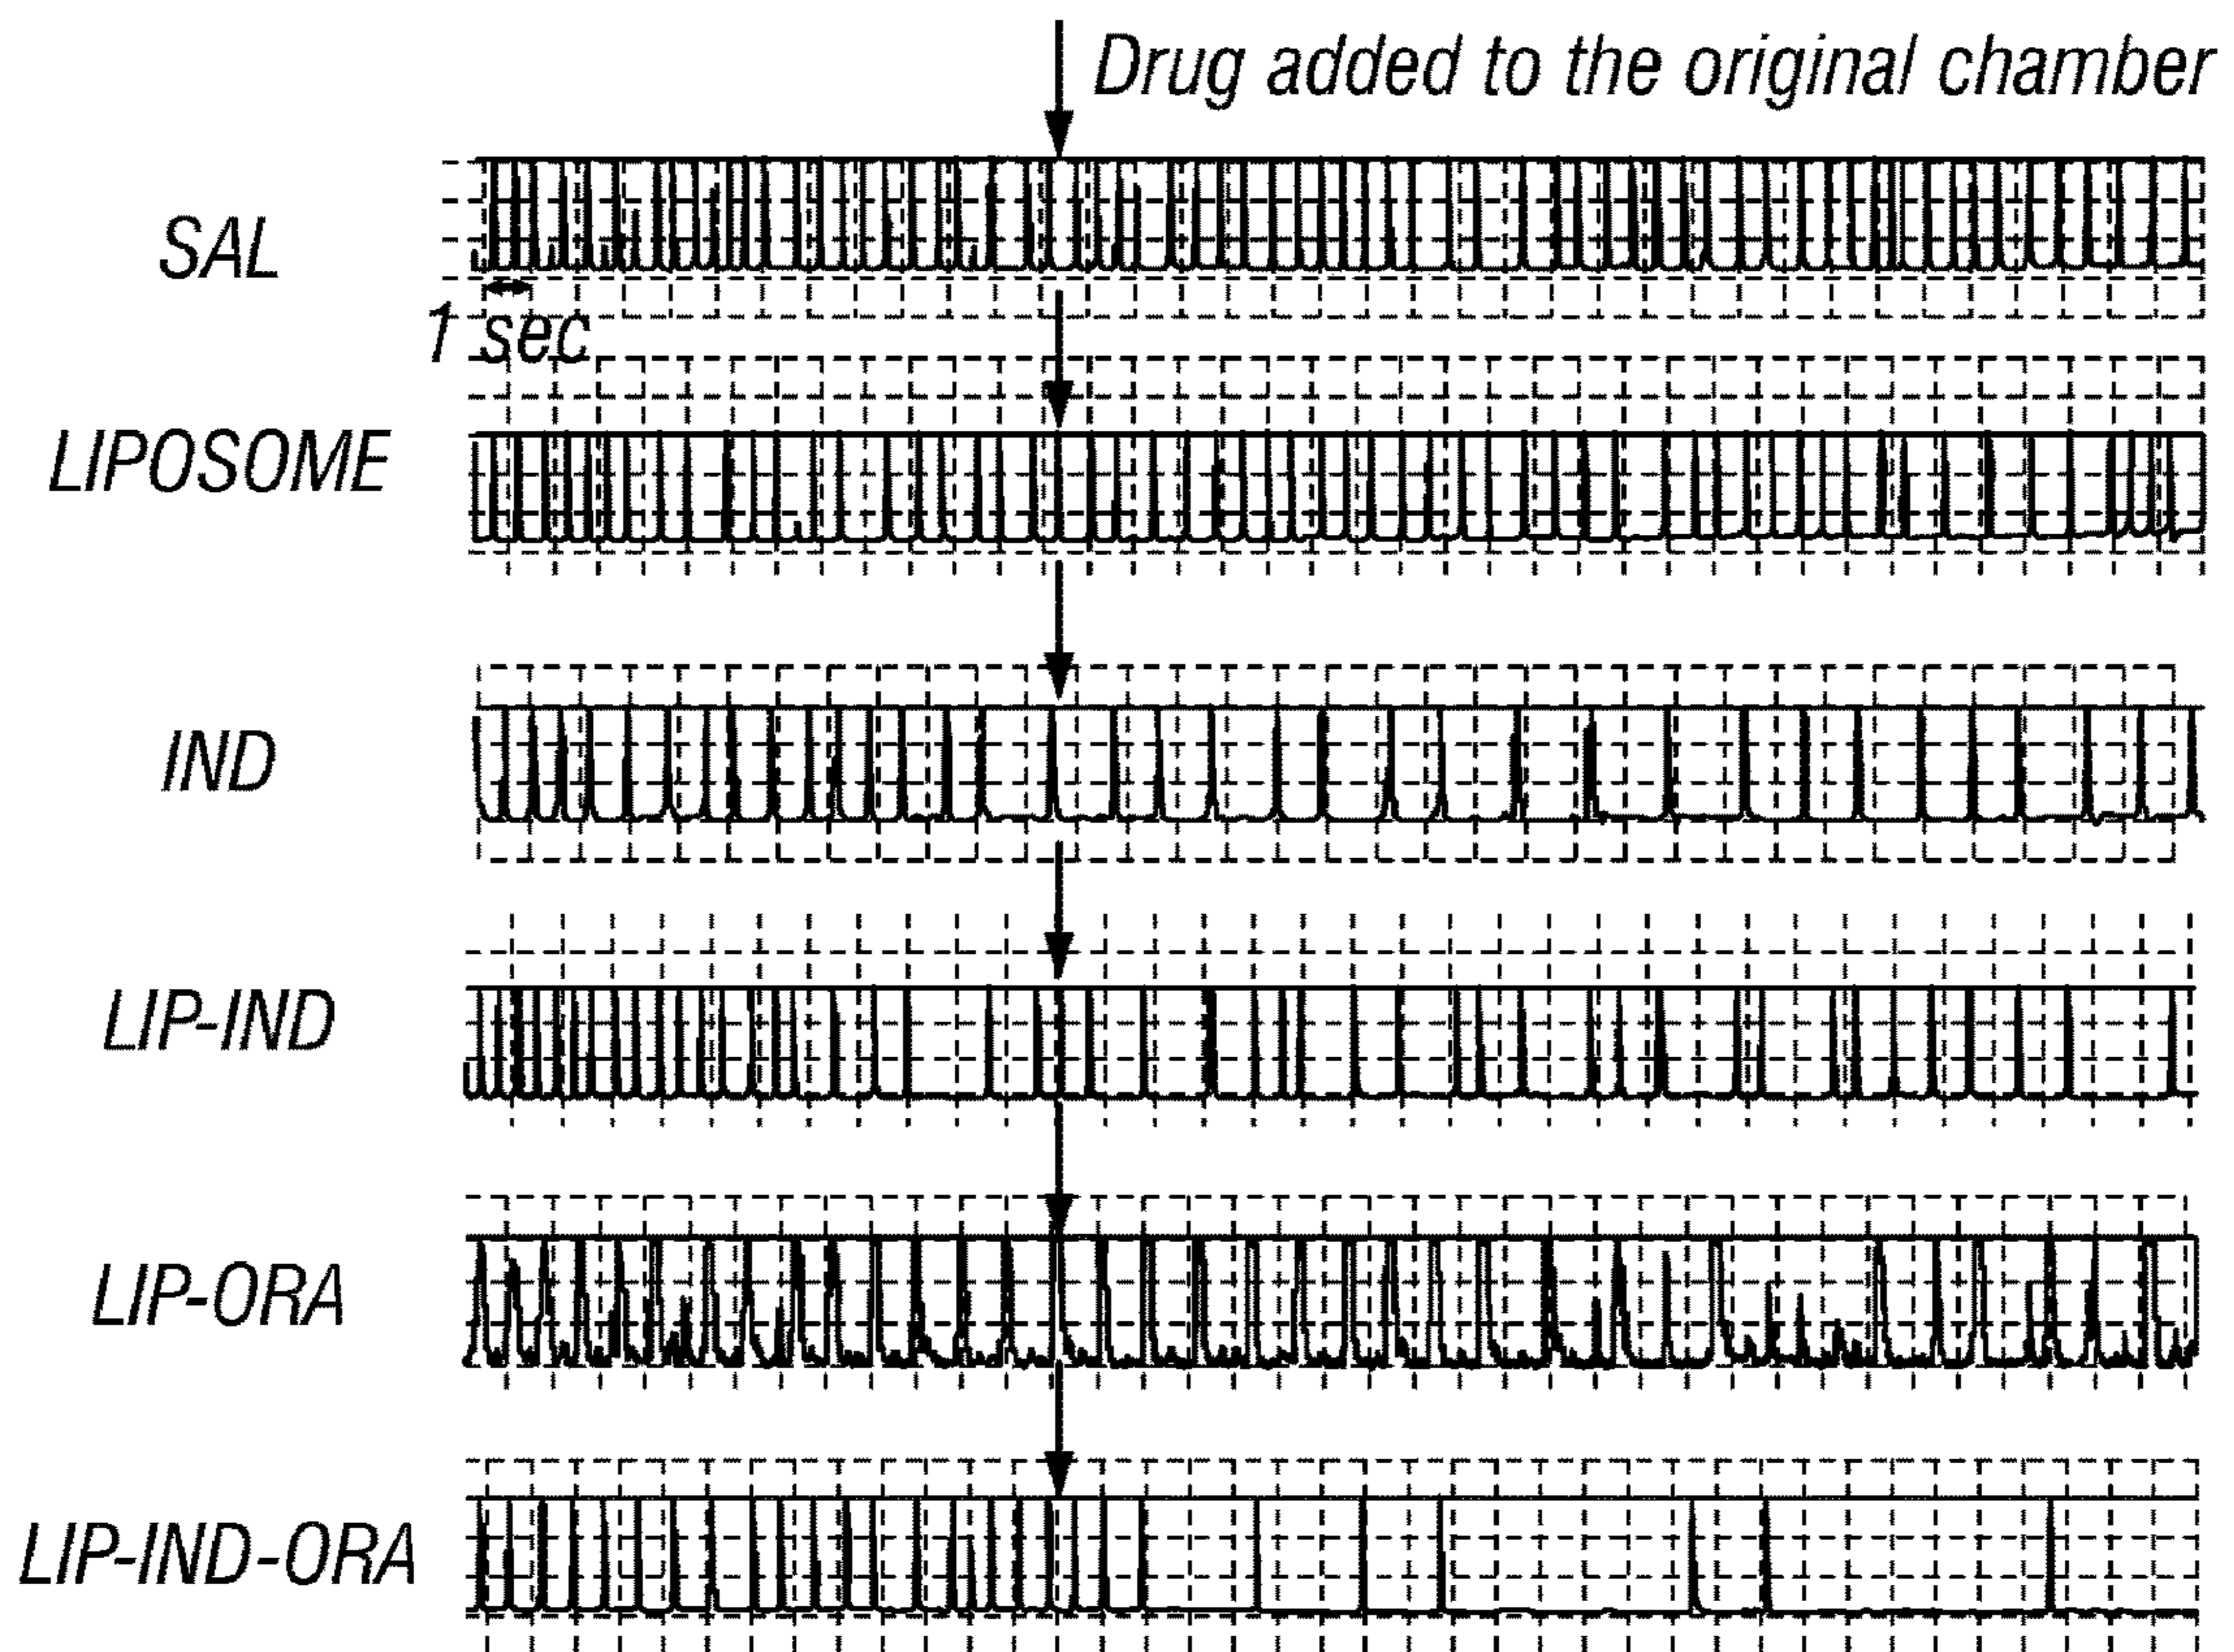 Drug added to the original chamber
SAL
1 sec
LIPOSOME
IND
LIP-IND
LIP-ORA
LIP-IND-ORA